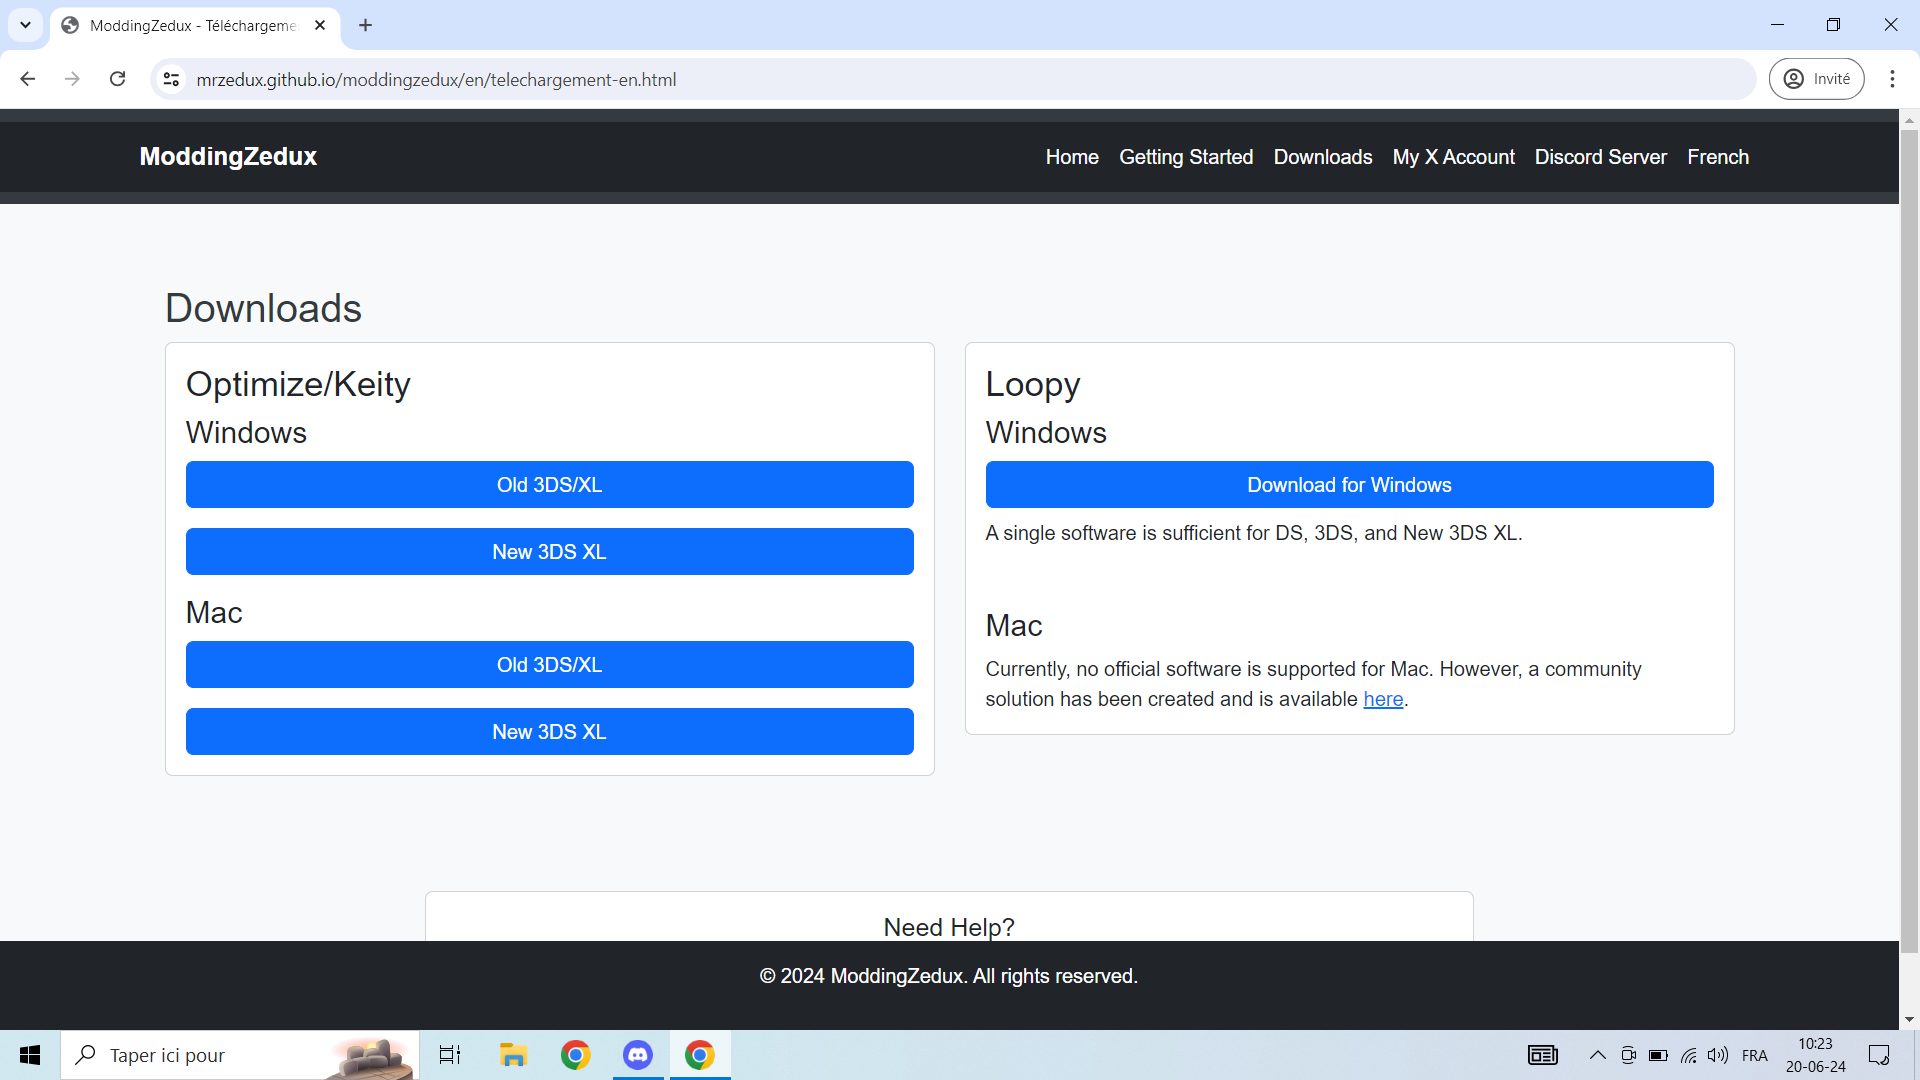 ModdingZedux - Téléchargeme
mrzedux.github.io/moddingzedux/en/telechargement-en.html
Invité
ModdingZedux
Home Getting Started Downloads My X Account Discord Server French
Downloads
Optimize/Keity
Windows
Old 3DS/XL
New 3DS XL
Mac
Old 3DS/XL
New 3DS XL
Loopy
Windows
Download for Windows
A single software is sufficient for DS, 3DS, and New 3DS XL.
Mac
Currently, no official software is supported for Mac. However, a community
solution has been created and is available here.
Need Help?
© 2024 ModdingZedux. All rights reserved.
Taper ici pour
FRA
10:23
20-06-24